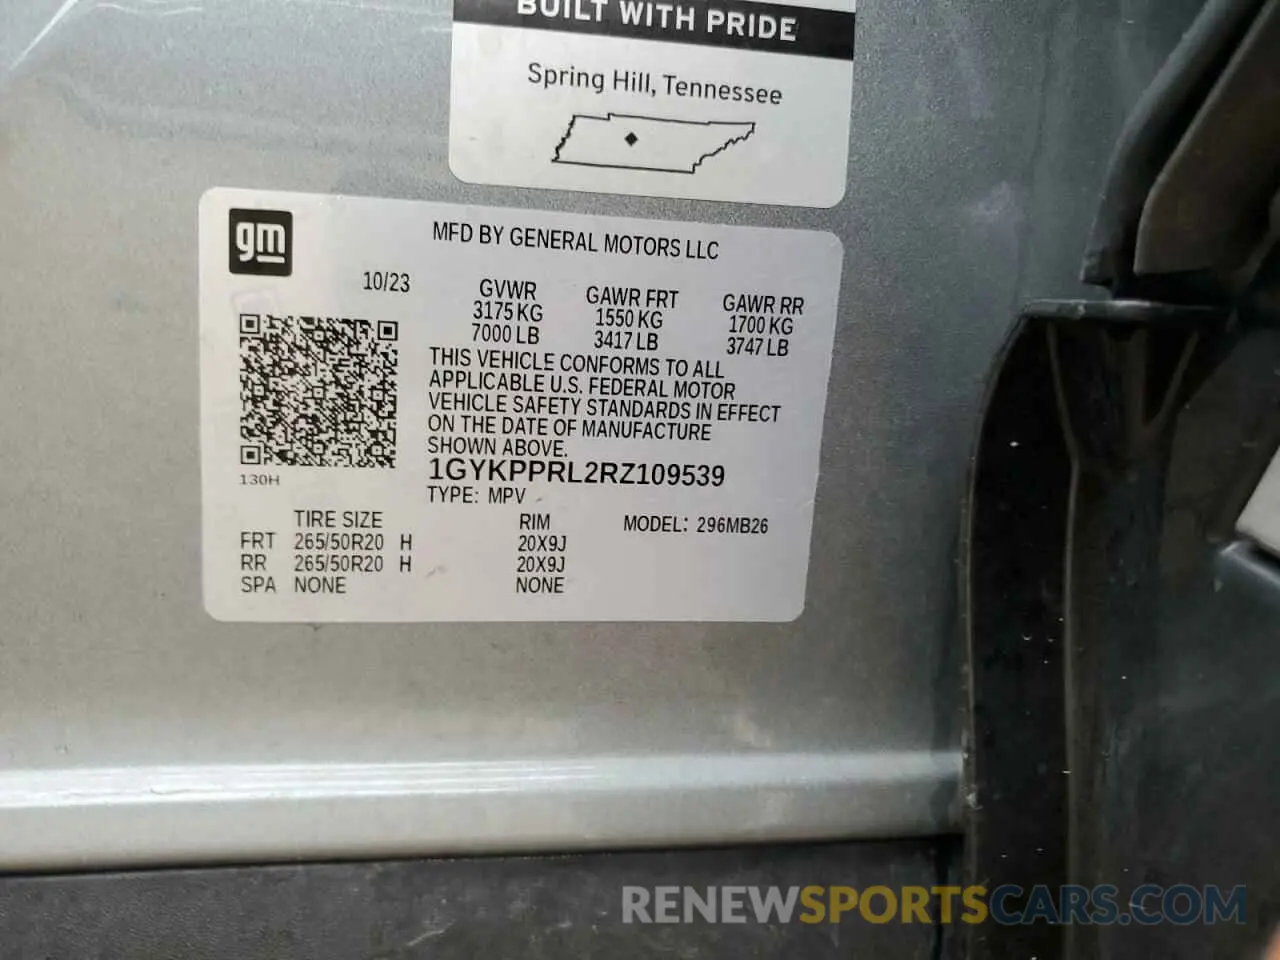 BUILT WITH PRIDE
Spring Hill, Tennessee
gm
MFD BY GENERAL MOTORS LLC
10/23
GVWR GAWR FRT GAWR RR
3175 KG 1550 KG 1700 KG
7000 LB 3417 LB 3747 LB
THIS VEHICLE CONFORMS TO ALL
APPLICABLE U.S. FEDERAL MOTOR
VEHICLE SAFETY STANDARDS IN EFFECT
ON THE DATE OF MANUFACTURE
SHOWN ABOVE.
1GYKPPRL2RZ109539
130H
TYPE: MPV
TIRE SIZE RIM MODEL: 296MB26
FRT 265/50R20 H 20X9J
RR 265/50R20 H 20X9J
SPA NONE NONE
RENEWSPORTSCARS.COM